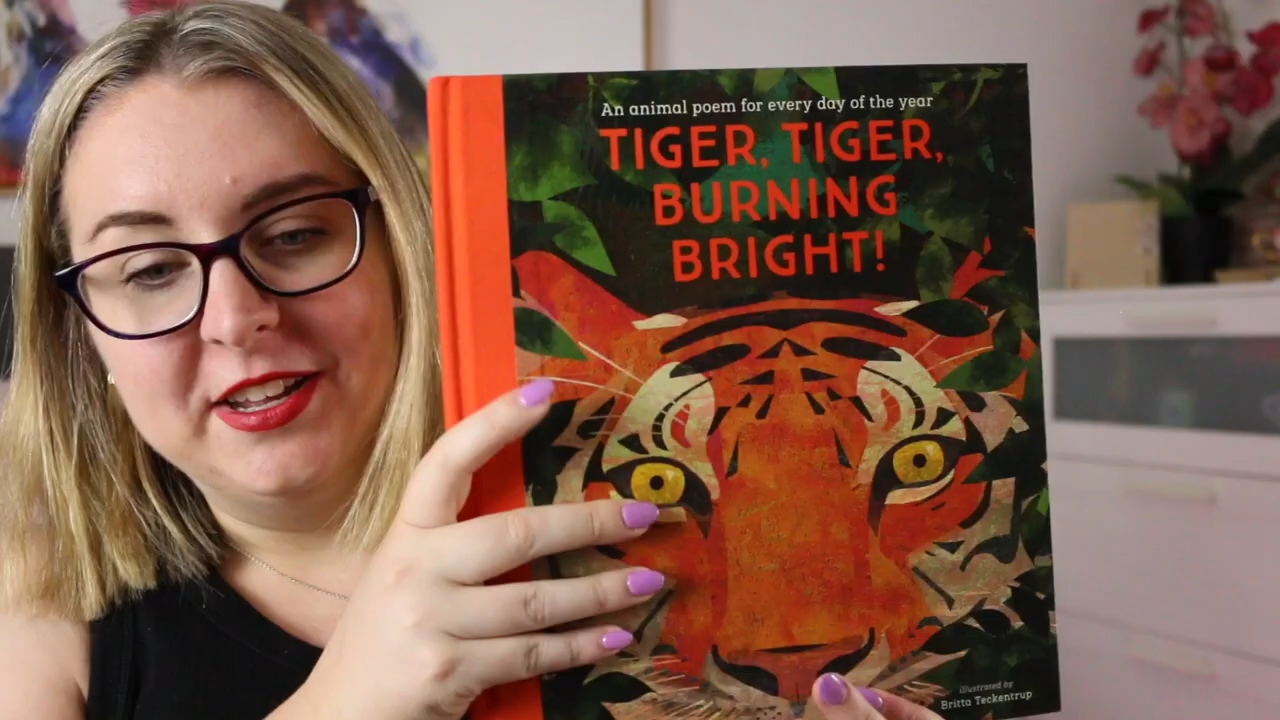 An animal poem for every day of the year
TIGER, TIGER,
BURNING
BRIGHT!
illustrated by
Britta Teckentrup